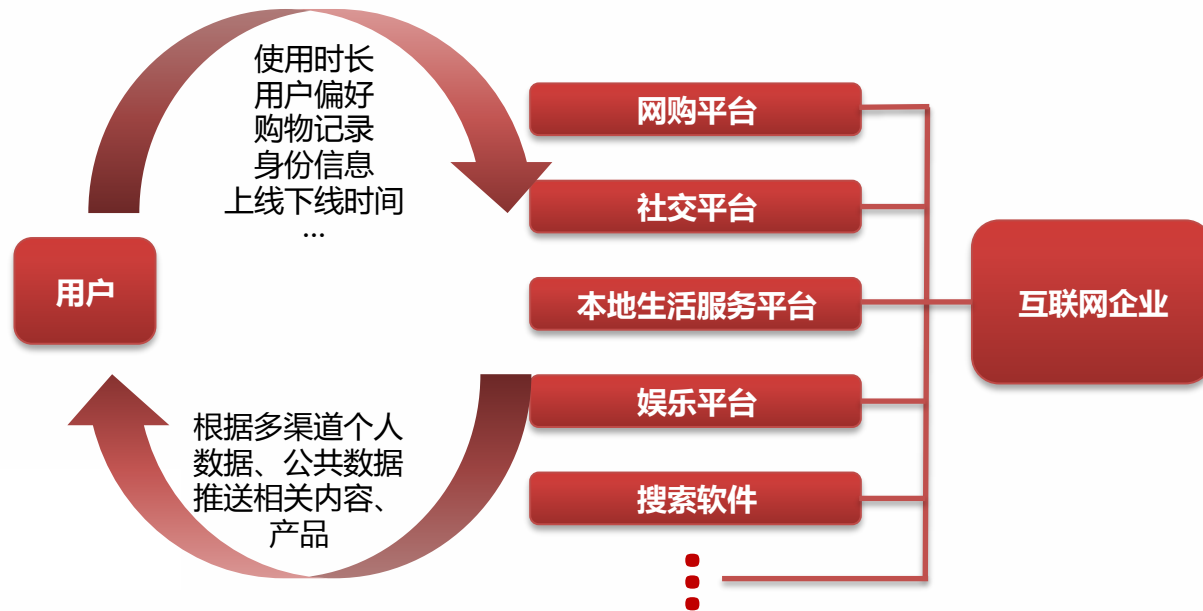 使用时长
用户偏好
购物记录
身份信息
上线下线时间
...
用户
根据多渠道个人
数据、公共数据
推送相关内容、
产品
网购平台
社交平台
本地生活服务平台
娱乐平台
搜索软件
互联网企业